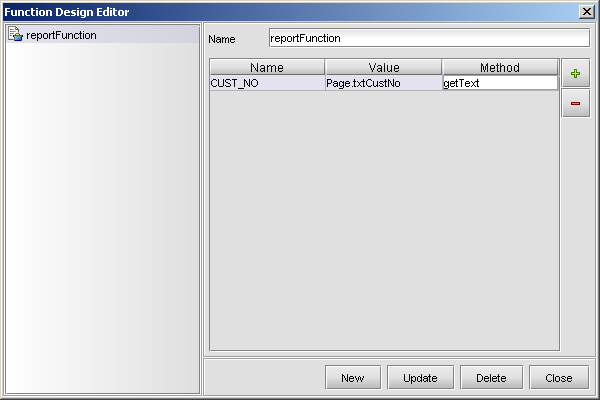 Function Design Editor
reportFunction
Name reportFunction
Name Value Method
CUST_NO Page.txtCustNo getText
New Update Delete Close